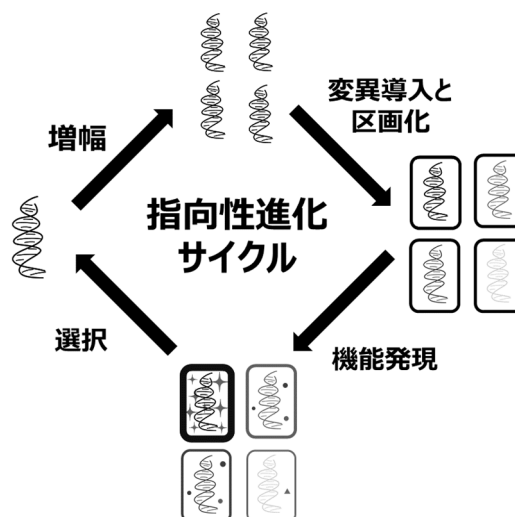 変異導入と
区画化
増幅
指向性進化
サイクル
選択
機能発現